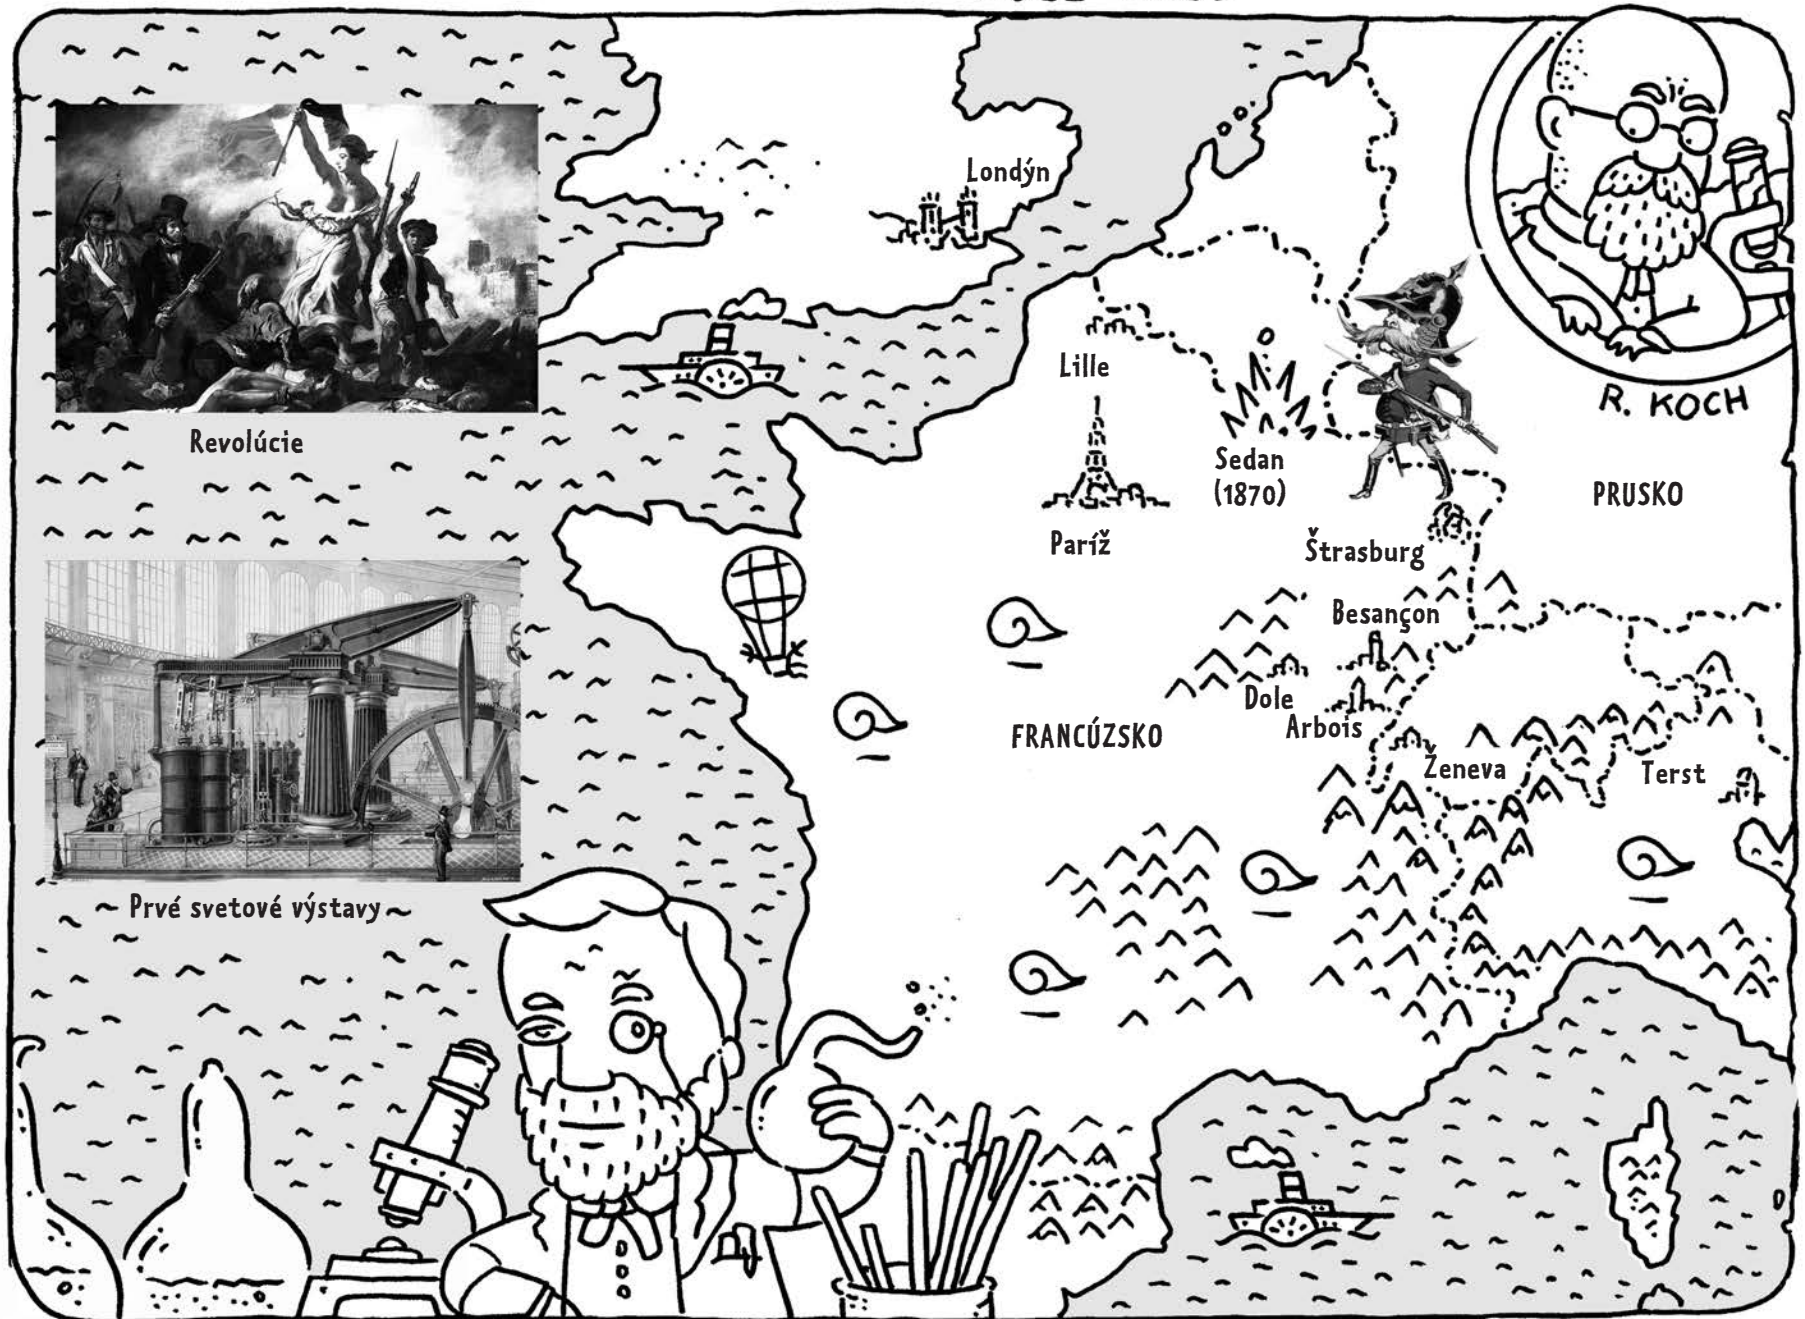 Londýn
R. KOCH
Lille
Revolúcie
Sedan
(1870)
PRUSKO
Paríž
Štrasburg
Besançon
Dole
Arbois
FRANCÚZSKO
Ženeva
Terst
Prvé svetové výstavy